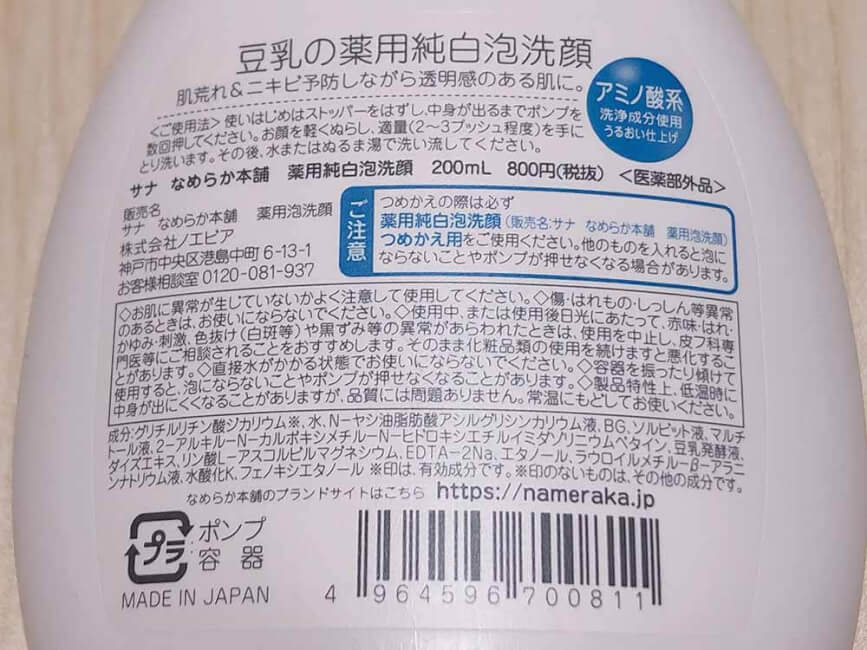 豆乳の薬用純白泡洗顔
肌荒れ&ニキビ予防しながら透明感のある肌に。
アミノ酸系
洗浄成分使用
うるおい仕上げ
<ご使用法> 使いはじめはストッパーをはずし、中身が出るまでポンプを
数回押してください。お顔を軽くぬらし、適量(2〜3プッシュ程度)を手に
とり洗います。その後、水またはぬるま湯で洗い流してください。
サナ なめらか本舗 薬用純白泡洗顔 200mL 800円(税抜) <医薬部外品>
販売名
サナ なめらか本舗 薬用泡洗顔
株式会社ノエビア
神戸市中央区港島中町 6-13-1
お客様相談室 0120-081-937
ご注意
つめかえの際は必ず
薬用純白泡洗顔(販売名:サナ なめらか本舗 薬用泡洗顔)
つめかえ用をご使用ください。他のものを入れると泡に
ならないことやポンプが押せなくなる場合があります。
◇お肌に異常が生じていないかよく注意して使用してください。◇傷・はれもの・しっしん等異常
のあるときは、お使いにならないでください。◇使用中、または使用後日光にあたって、赤味・はれ・
かゆみ・刺激、色抜け(白斑等)や黒ずみ等の異常があらわれたときは、使用を中止し、皮フ科専
門医等にご相談されることをおすすめします。そのまま化粧品類の使用を続けますと悪化するこ
とがあります。◇直接水がかかる状態でお使いにならないでください。◇容器を振ったり傾けて
使用すると、泡にならないことやポンプが押せなくなることがあります。◇製品特性上、低温時に
中身が出にくくなることがありますが、品質には問題ありません。常温にもどしてお使いください。
成分:グリチルリチン酸ジカリウム※、水、N-ヤシ油脂肪酸アシルグリシンカリウム液、BG、ソルビット液、マルチ
トール液、2-アルキル-N-カルボキシメチル-N-ヒドロキシエチルイミダゾリニウムベタイン、豆乳発酵液、
ダイズエキス、リン酸L-アスコルビルマグネシウム、EDTA-2Na、エタノール、ラウロイルメチル-β-アラニ
ンナトリウム液、水酸化K、フェノキシエタノール ※印は、有効成分です。※印のないものは、その他の成分です。
なめらか本舗のブランドサイトはこちら https://nameraka.jp
プラ
ポンプ
容器
MADE IN JAPAN
4 964596 700811